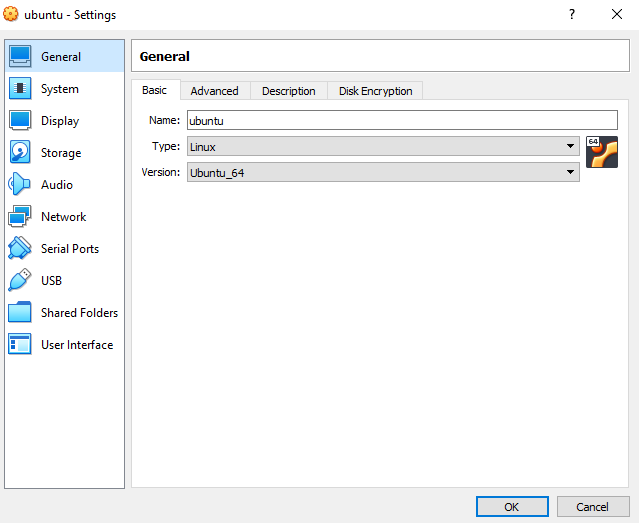 ubuntu - Settings
?
General
System
Display
Storage
Audio
Network
Serial Ports
USB
Shared Folders
User Interface
General
Basic Advanced Description Disk Encryption
Name: ubuntu
Type: Linux
64
Version: Ubuntu_64
OK Cancel